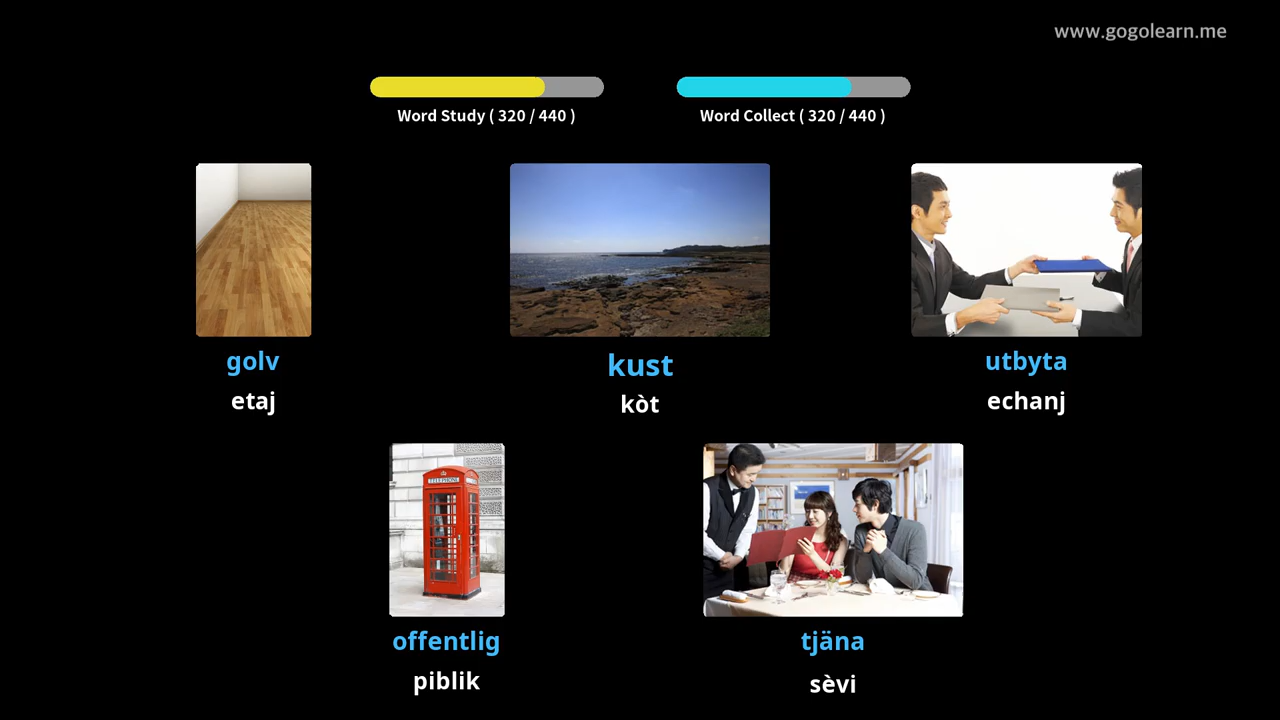 www.gogolearn.me
Word Study ( 320 / 440 )
Word Collect ( 320 / 440 )
golv
etaj
kust
kòt
utbyta
echanj
TELEPHONE
offentlig
piblik
tjäna
sèvi